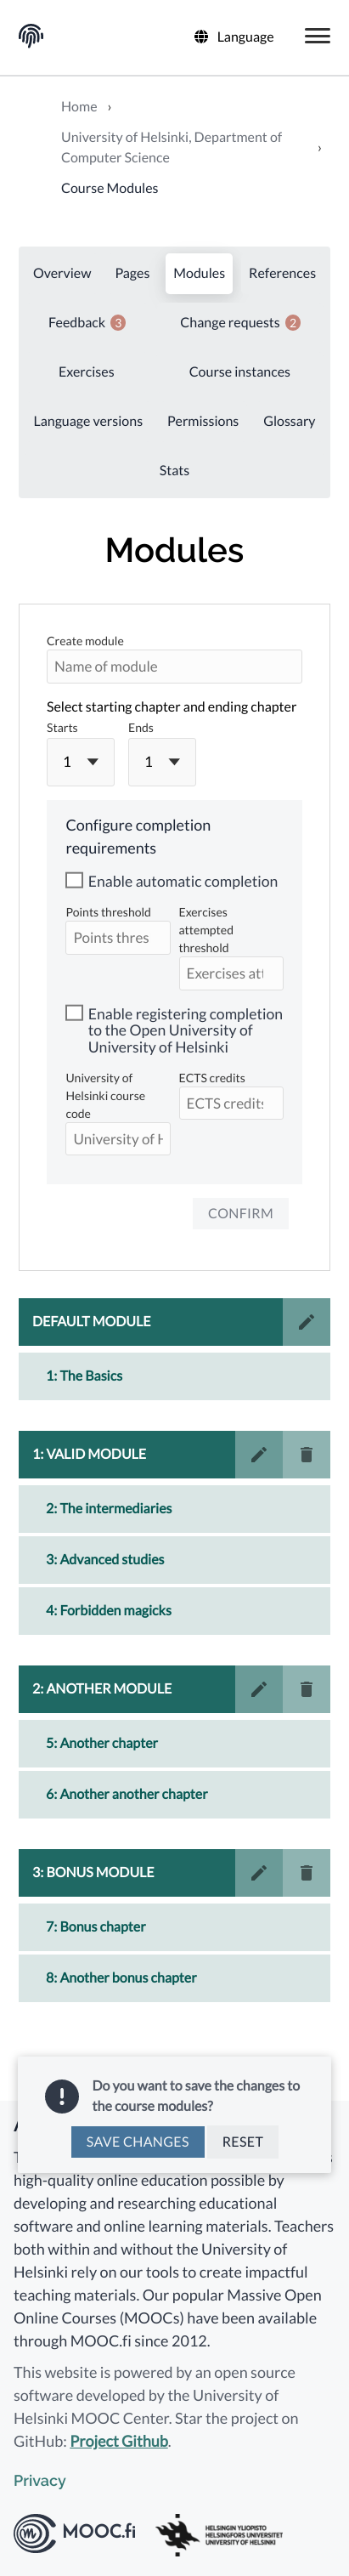 Language
Home ›
University of Helsinki, Department of
Computer Science ›
Course Modules
Overview Pages Modules References
Feedback 3 Change requests 2
Exercises Course instances
Language versions Permissions Glossary
Stats
Modules
Create module
Name of module
Select starting chapter and ending chapter
Starts Ends
1 1
Configure completion
requirements
Enable automatic completion
Points threshold
Points thres
Exercises
attempted
threshold
Exercises att
Enable registering completion
to the Open University of
University of Helsinki
University of
Helsinki course
code
University of H
ECTS credits
ECTS credits
CONFIRM
DEFAULT MODULE
1: The Basics
1: VALID MODULE
2: The intermediaries
3: Advanced studies
4: Forbidden magicks
2: ANOTHER MODULE
5: Another chapter
6: Another another chapter
3: BONUS MODULE
7: Bonus chapter
8: Another bonus chapter
Do you want to save the changes to
the course modules?
SAVE CHANGES RESET
high-quality online education possible by
developing and researching educational
software and online learning materials. Teachers
both within and without the University of
Helsinki rely on our tools to create impactful
teaching materials. Our popular Massive Open
Online Courses (MOOCs) have been available
through MOOC.fi since 2012.
This website is powered by an open source
software developed by the University of
Helsinki MOOC Center. Star the project on
GitHub: Project Github.
Privacy
MOOC.fi
HELSINGIN YLIOPISTO
HELSINGFORS UNIVERSITET
UNIVERSITY OF HELSINKI